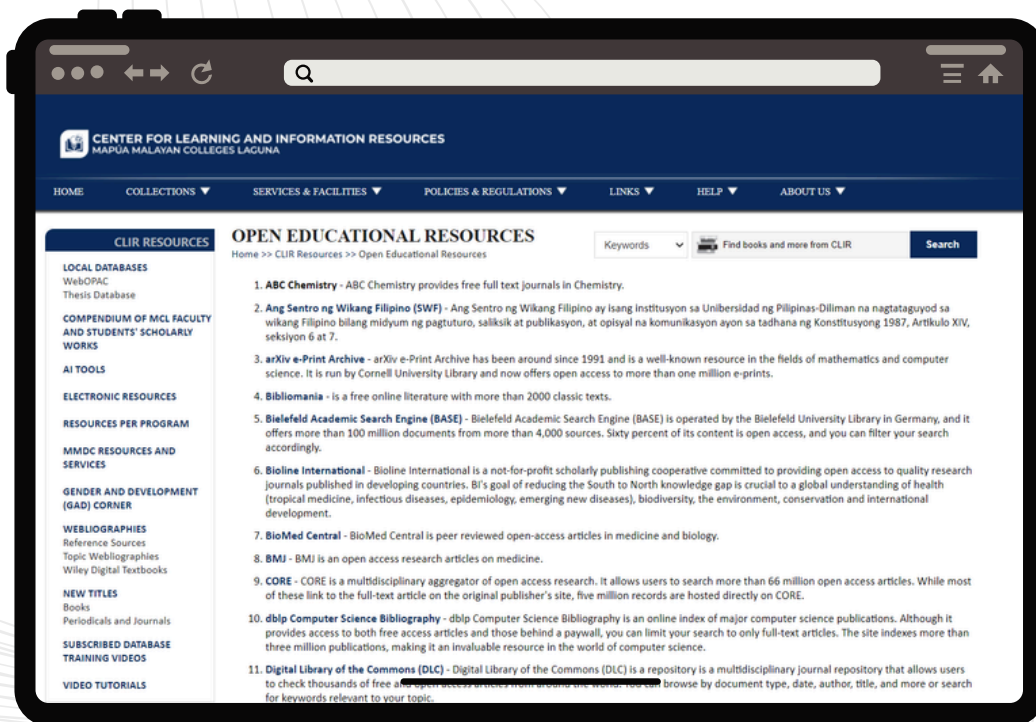 CENTER FOR LEARNING AND INFORMATION RESOURCES
MAPÚA MALAYAN COLLEGES LAGUNA
HOME COLLECTIONS ▼ SERVICES & FACILITIES ▼ POLICIES & REGULATIONS ▼ LINKS ▼ HELP ▼ ABOUT US ▼
CLIR RESOURCES
LOCAL DATABASES
WebOPAC
Thesis Database
COMPENDIUM OF MCL FACULTY
AND STUDENTS' SCHOLARLY
WORKS
AI TOOLS
ELECTRONIC RESOURCES
RESOURCES PER PROGRAM
MMDC RESOURCES AND
SERVICES
GENDER AND DEVELOPMENT
(GAD) CORNER
WEBLIOGRAPHIES
Reference Sources
Topic Webliographies
Wiley Digital Textbooks
NEW TITLES
Books
Periodicals and Journals
SUBSCRIBED DATABASE
TRAINING VIDEOS
VIDEO TUTORIALS
OPEN EDUCATIONAL RESOURCES
Home >> CLIR Resources >> Open Educational Resources
Keywords Find books and more from CLIR Search
1. ABC Chemistry - ABC Chemistry provides free full text journals in Chemistry.
2. Ang Sentro ng Wikang Filipino (SWF) - Ang Sentro ng Wikang Filipino ay isang institusyon sa Unibersidad ng Pilipinas-Diliman na nagtataguyod sa
wikang Filipino bilang midyum ng pagtuturo, saliksik at publikasyon, at opisyal na komunikasyon ayon sa tadhana ng Konstitusyong 1987, Artikulo XIV,
seksiyon 6 at 7.
3. arXiv e-Print Archive - arXiv e-Print Archive has been around since 1991 and is a well-known resource in the fields of mathematics and computer
science. It is run by Cornell University Library and now offers open access to more than one million e-prints.
4. Bibliomania - is a free online literature with more than 2000 classic texts.
5. Bielefeld Academic Search Engine (BASE) - Bielefeld Academic Search Engine (BASE) is operated by the Bielefeld University Library in Germany, and it
offers more than 100 million documents from more than 4,000 sources. Sixty percent of its content is open access, and you can filter your search
accordingly.
6. Bioline International - Bioline International is a not-for-profit scholarly publishing cooperative committed to providing open access to quality research
journals published in developing countries. BI's goal of reducing the South to North knowledge gap is crucial to a global understanding of health
(tropical medicine, infectious diseases, epidemiology, emerging new diseases), biodiversity, the environment, conservation and international
development.
7. BioMed Central - BioMed Central is peer reviewed open-access articles in medicine and biology.
8. BMJ - BMJ is an open access research articles on medicine.
9. CORE - CORE is a multidisciplinary aggregator of open access research. It allows users to search more than 66 million open access articles. While most
of these link to the full-text article on the original publisher's site, five million records are hosted directly on CORE.
10. dblp Computer Science Bibliography - dblp Computer Science Bibliography is an online index of major computer science publications. Although it
provides access to both free access articles and those behind a paywall, you can limit your search to only full-text articles. The site indexes more than
three million publications, making it an invaluable resource in the world of computer science.
11. Digital Library of the Commons (DLC) - Digital Library of the Commons (DLC) is a repository is a multidisciplinary journal repository that allows users
to check thousands of free and open access articles from around the world. You can browse by document type, date, author, title, and more or search
for keywords relevant to your topic.